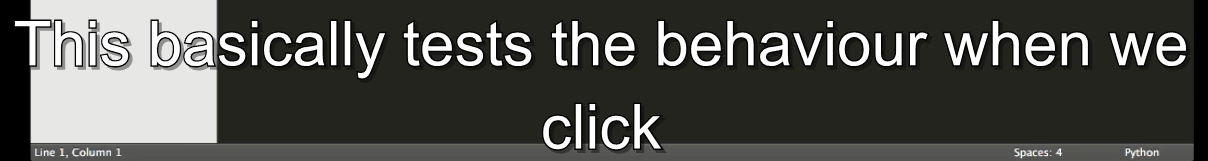 This basically tests the behaviour when we
click
Line 1, Column 1
Spaces: 4
Python